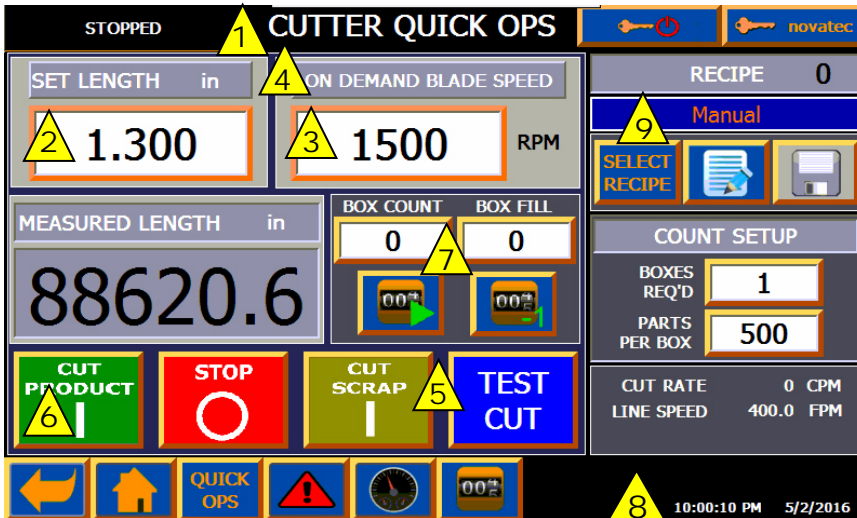 STOPPED
1
CUTTER QUICK OPS
novatec
SET LENGTH in
4
ON DEMAND BLADE SPEED
2
1.300
3
1500
RPM
RECIPE 0
Manual
9
SELECT
RECIPE
MEASURED LENGTH in
88620.6
BOX COUNT
BOX FILL
0
0
7
004
005
-1
COUNT SETUP
BOXES
REQ'D
1
PARTS
PER BOX
500
CUT
PRODUCT
6
STOP
CUT
SCRAP
5
TEST
CUT
CUT RATE 0 CPM
LINE SPEED 400.0 FPM
QUICK
OPS
8
10:00:10 PM 5/2/2016